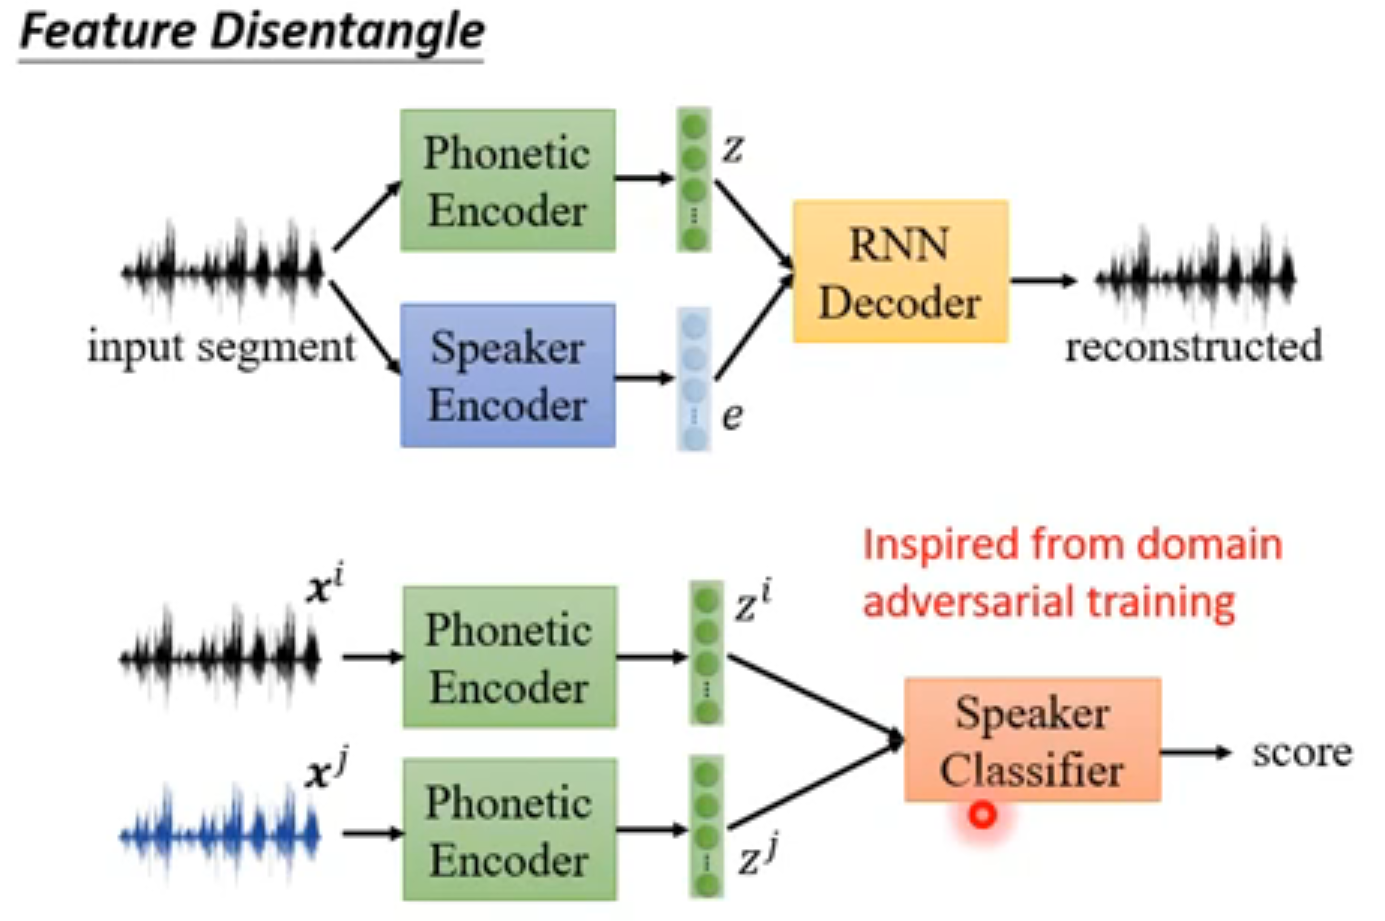 Feature Disentangle
Phonetic
Encoder
z
input segment
Speaker
Encoder
e
RNN
Decoder
reconstructed
Inspired from domain
adversarial training
x^i
Phonetic
Encoder
z^i
x^j
Phonetic
Encoder
z^j
Speaker
Classifier
score